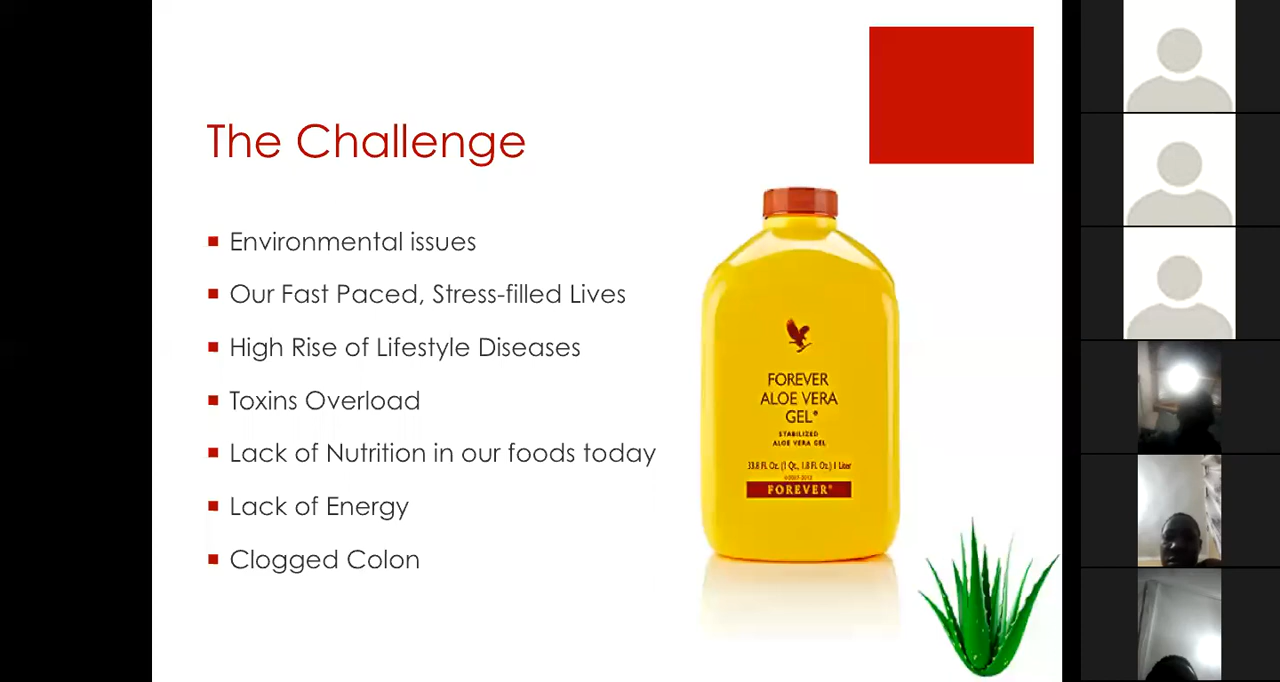 The Challenge
Environmental issues
Our Fast Paced, Stress-filled Lives
High Rise of Lifestyle Diseases
Toxins Overload
Lack of Nutrition in our foods today
Lack of Energy
Clogged Colon
FOREVER
ALOE VERA
GEL®
STABILIZED
ALOE VERA GEL
33.8 FL. Oz. (1 Qt., 1.8 FL. Oz.) 1 Liter
FOREVER®